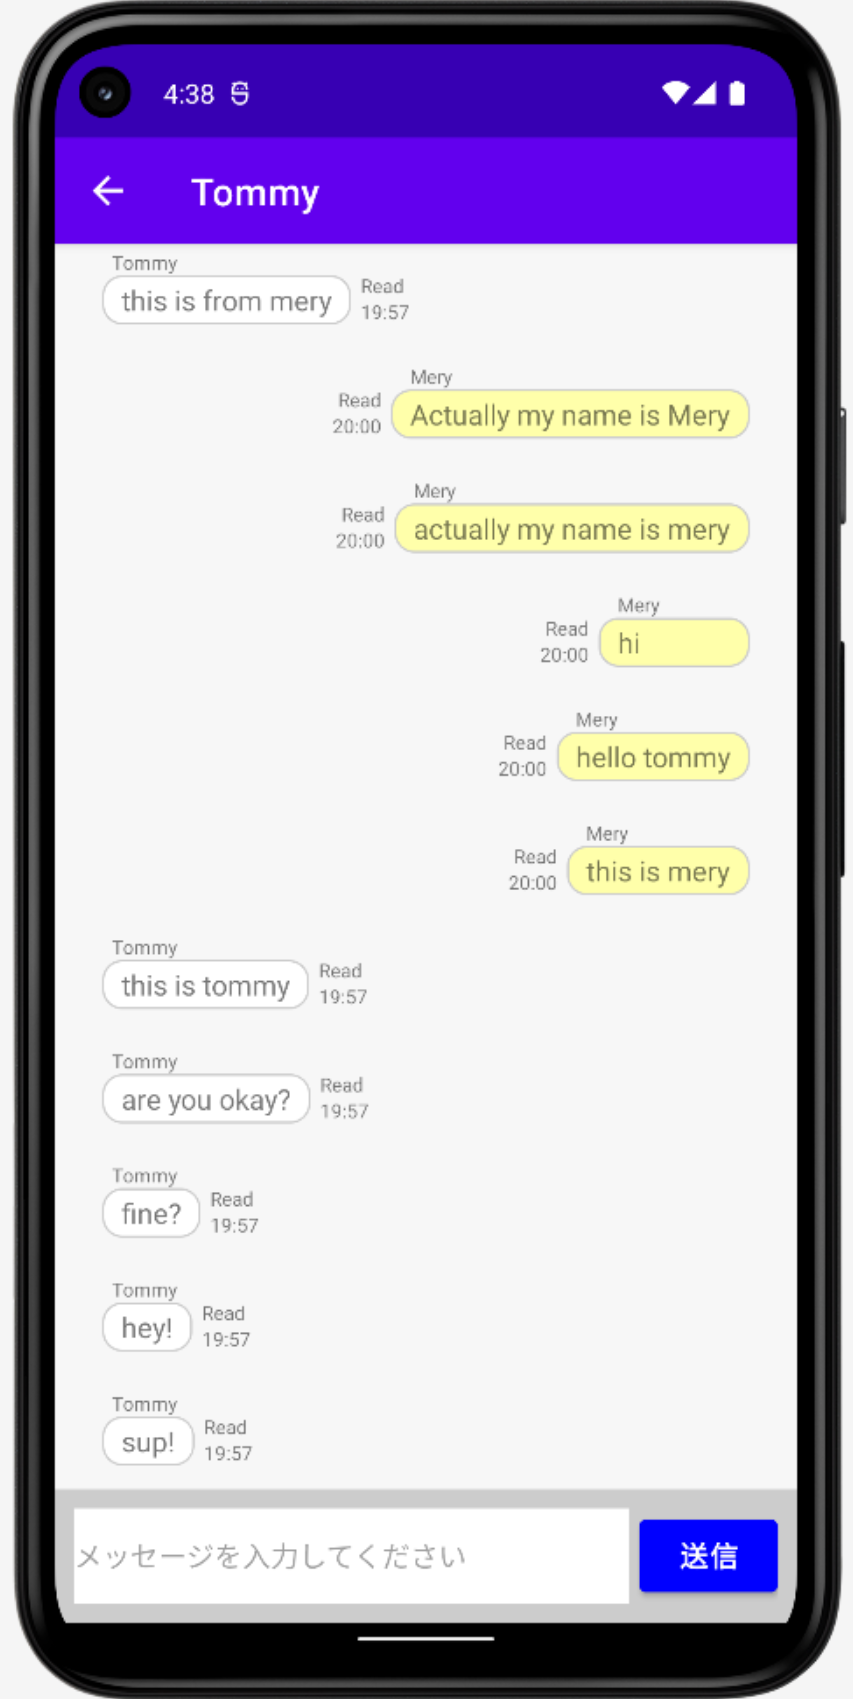 4:38
Tommy
Tommy
this is from mery
Read
19:57
Mery
Read
20:00
Actually my name is Mery
Mery
Read
20:00
actually my name is mery
Mery
Read
20:00
hi
Mery
Read
20:00
hello tommy
Mery
Read
20:00
this is mery
Tommy
this is tommy
Read
19:57
Tommy
are you okay?
Read
19:57
Tommy
fine?
Read
19:57
Tommy
hey!
Read
19:57
Tommy
sup!
Read
19:57
メッセージを入力してください
送信